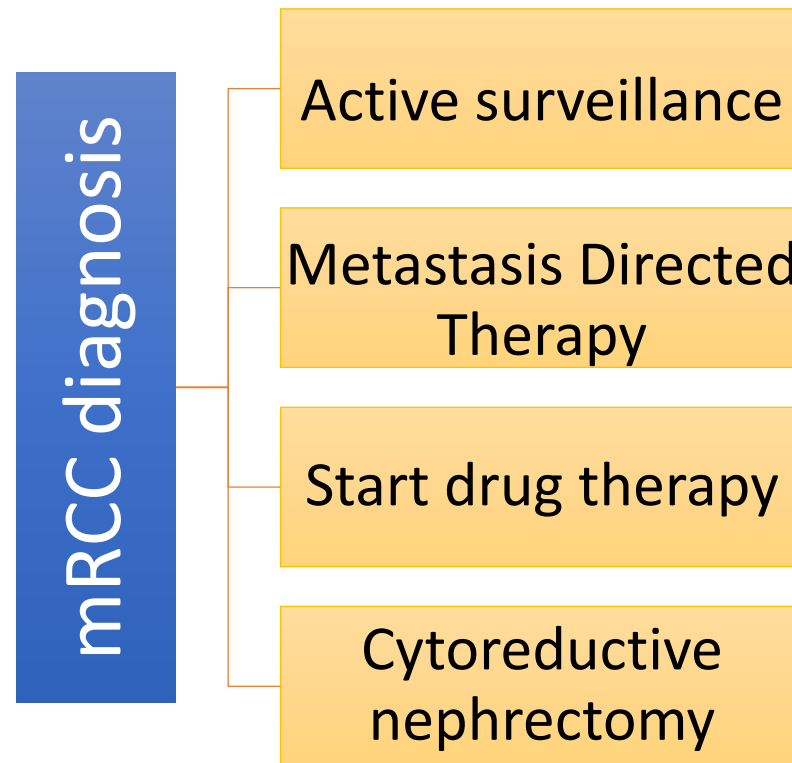 mRCC diagnosis
Active surveillance
Metastasis Directed
Therapy
Start drug therapy
Cytoreductive
nephrectomy